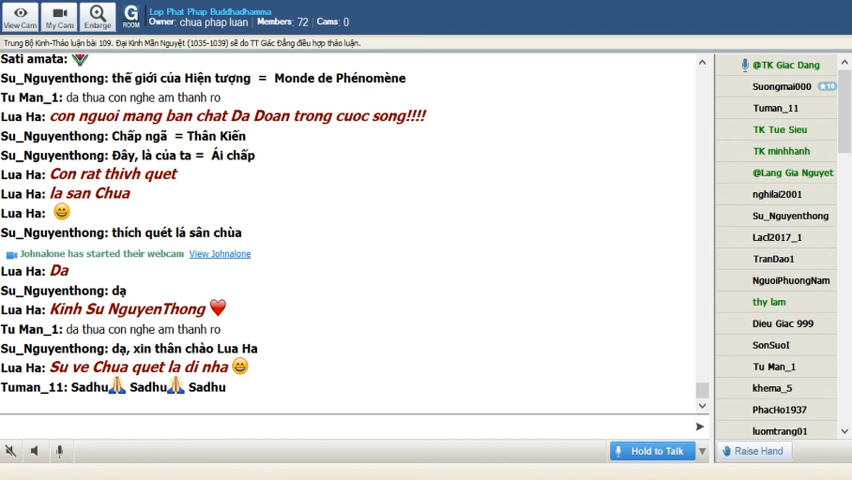 Lop Phat Phap Buddhadhamma
Owner: chua phap luan Members: 72 Cams: 0
View Cam My Cam Enlarge G ROOM
Trung Bộ Kinh-Thảo luận bài 109. Đại Kinh Mãn Nguyệt (1035-1039) sẽ do TT Giác Đẳng điều hợp thảo luận.
Sati amata:
Su_Nguyenthong: thế giới của Hiện tượng = Monde de Phénomène
Tu Man_1: da thua con nghe am thanh ro
Lua Ha: con nguoi mang ban chat Da Doan trong cuoc song!!!!
Su_Nguyenthong: Chấp ngã = Thân Kiến
Su_Nguyenthong: Đây, là của ta = Ái chấp
Lua Ha: Con rat thivh quet
Lua Ha: la san Chua
Lua Ha:
Su_Nguyenthong: thích quét lá sân chùa
Johnalone has started their webcam View Johnalone
Lua Ha: Da
Su_Nguyenthong: dạ
Lua Ha: Kinh Su NguyenThong
Tu Man_1: da thua con nghe am thanh ro
Su_Nguyenthong: dạ, xin thân chào Lua Ha
Lua Ha: Su ve Chua quet la di nha
Tuman_11: Sadhu Sadhu Sadhu
@TK Giac Dang
Suongmai000 ★10
Tuman_11
TK Tue Sieu
TK minhhanh
@Lang Gia Nguyet
nghilai2001
Su_Nguyenthong
Lacl2017_1
TranDao1
NguoiPhuongNam
thy lam
Dieu Giac 999
SonSuoI
Tu Man_1
khema_5
PhacHo1937
luomtrang01
Hold to Talk
Raise Hand